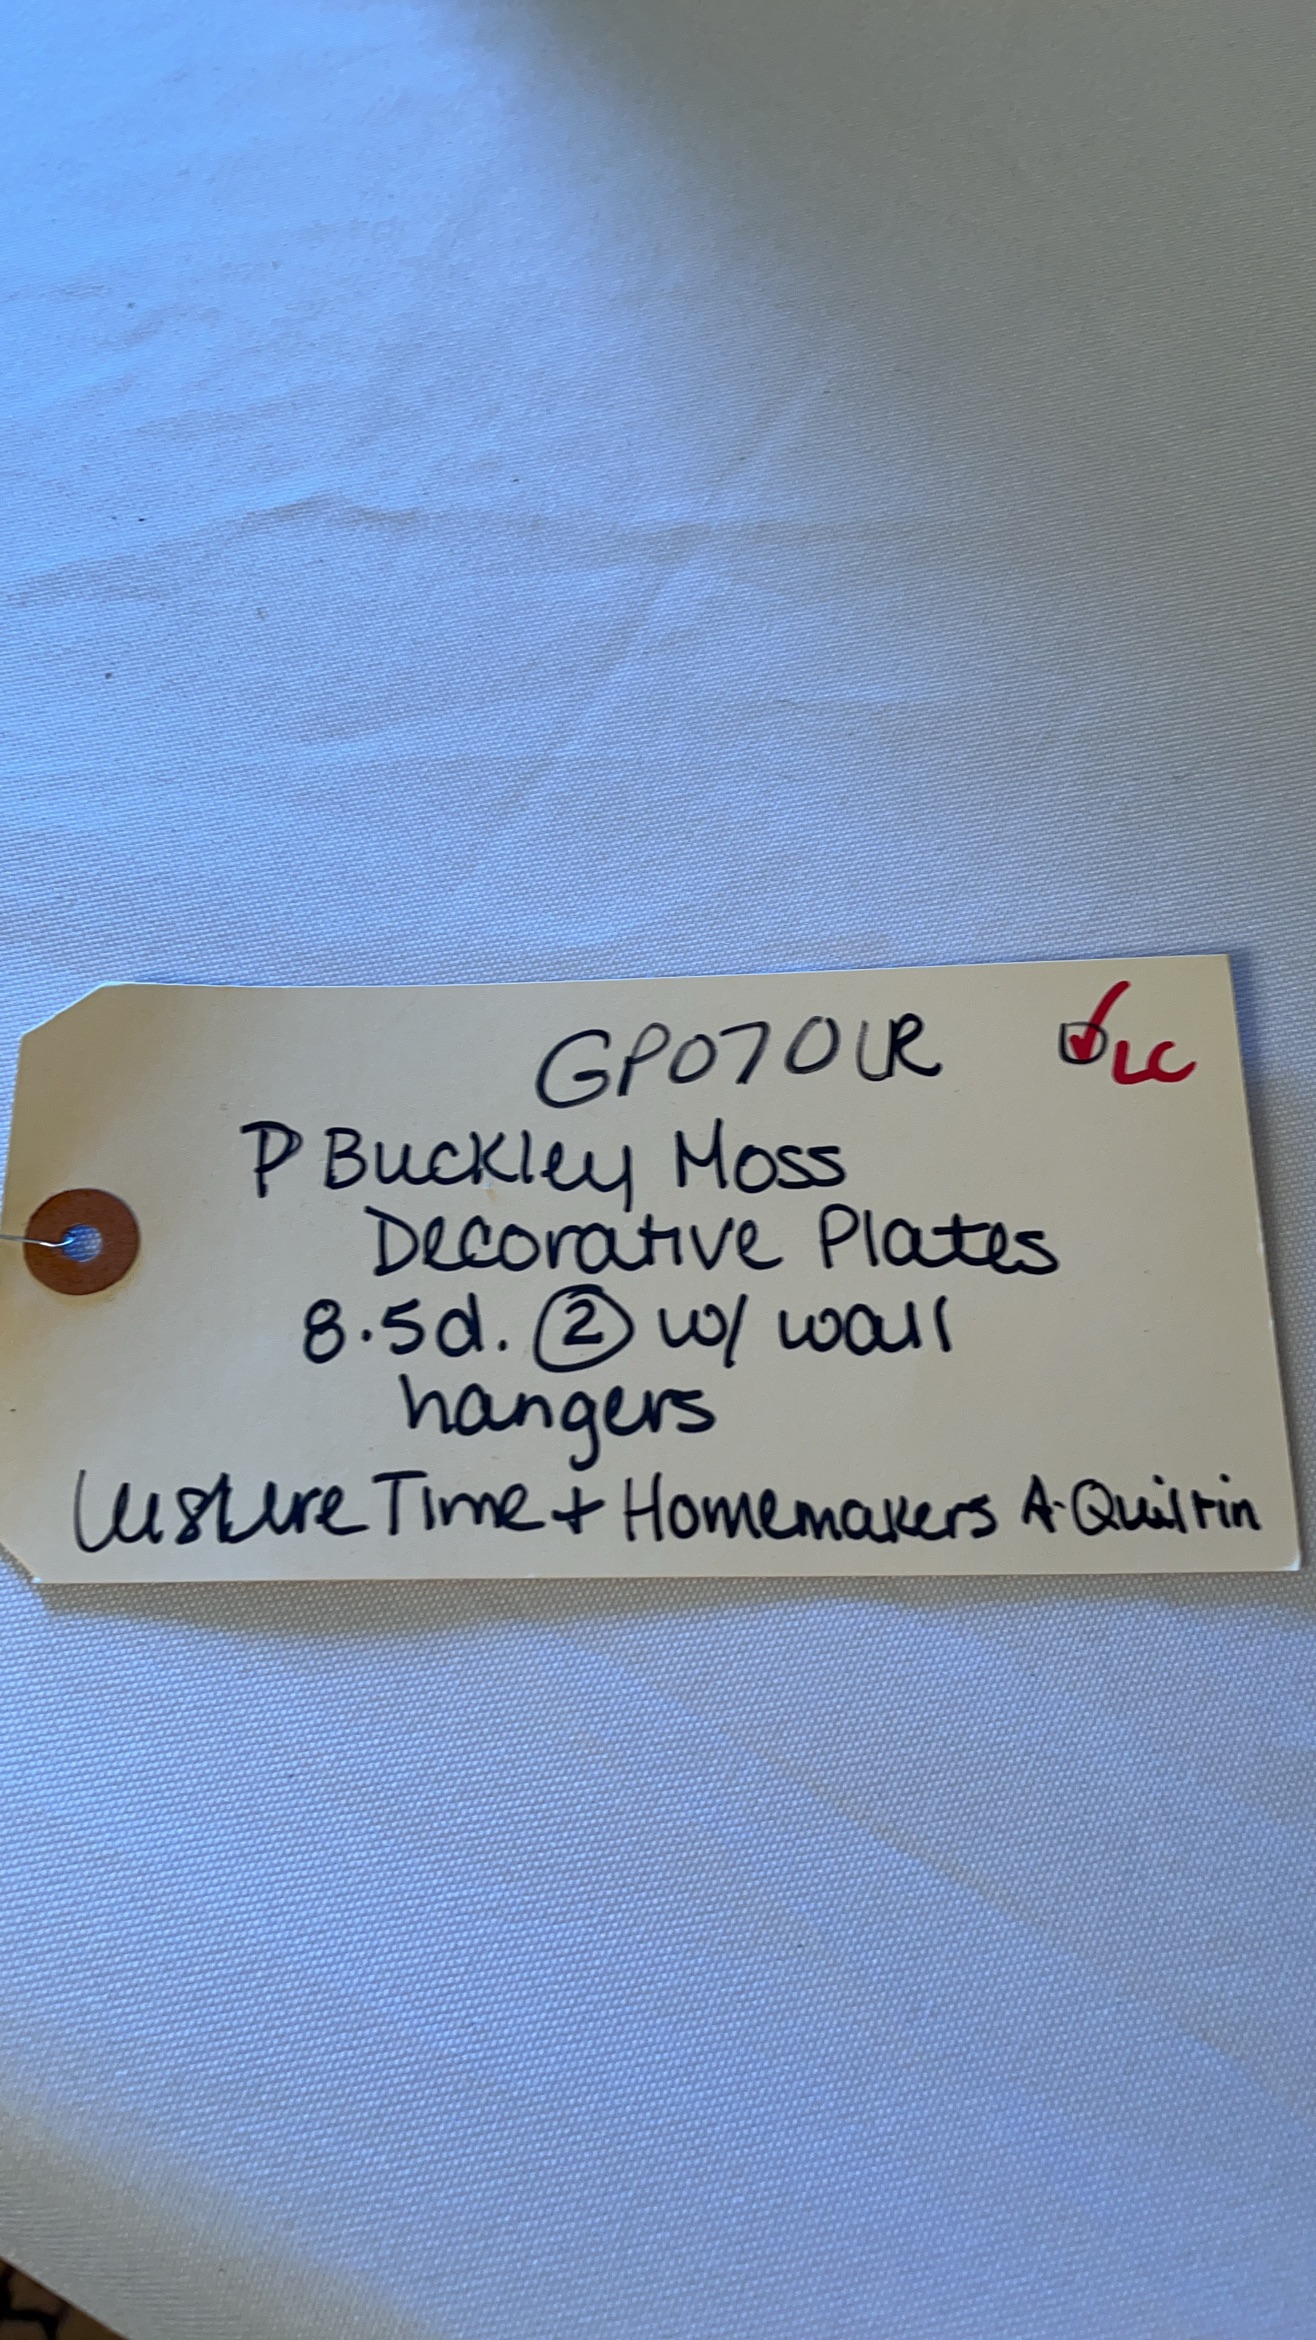 GP070LR ☑ LC
P Buckley Moss
Decorative Plates
8.5d. ② w/ wall
hangers
Leisure Time + Homemakers A-Quiltin